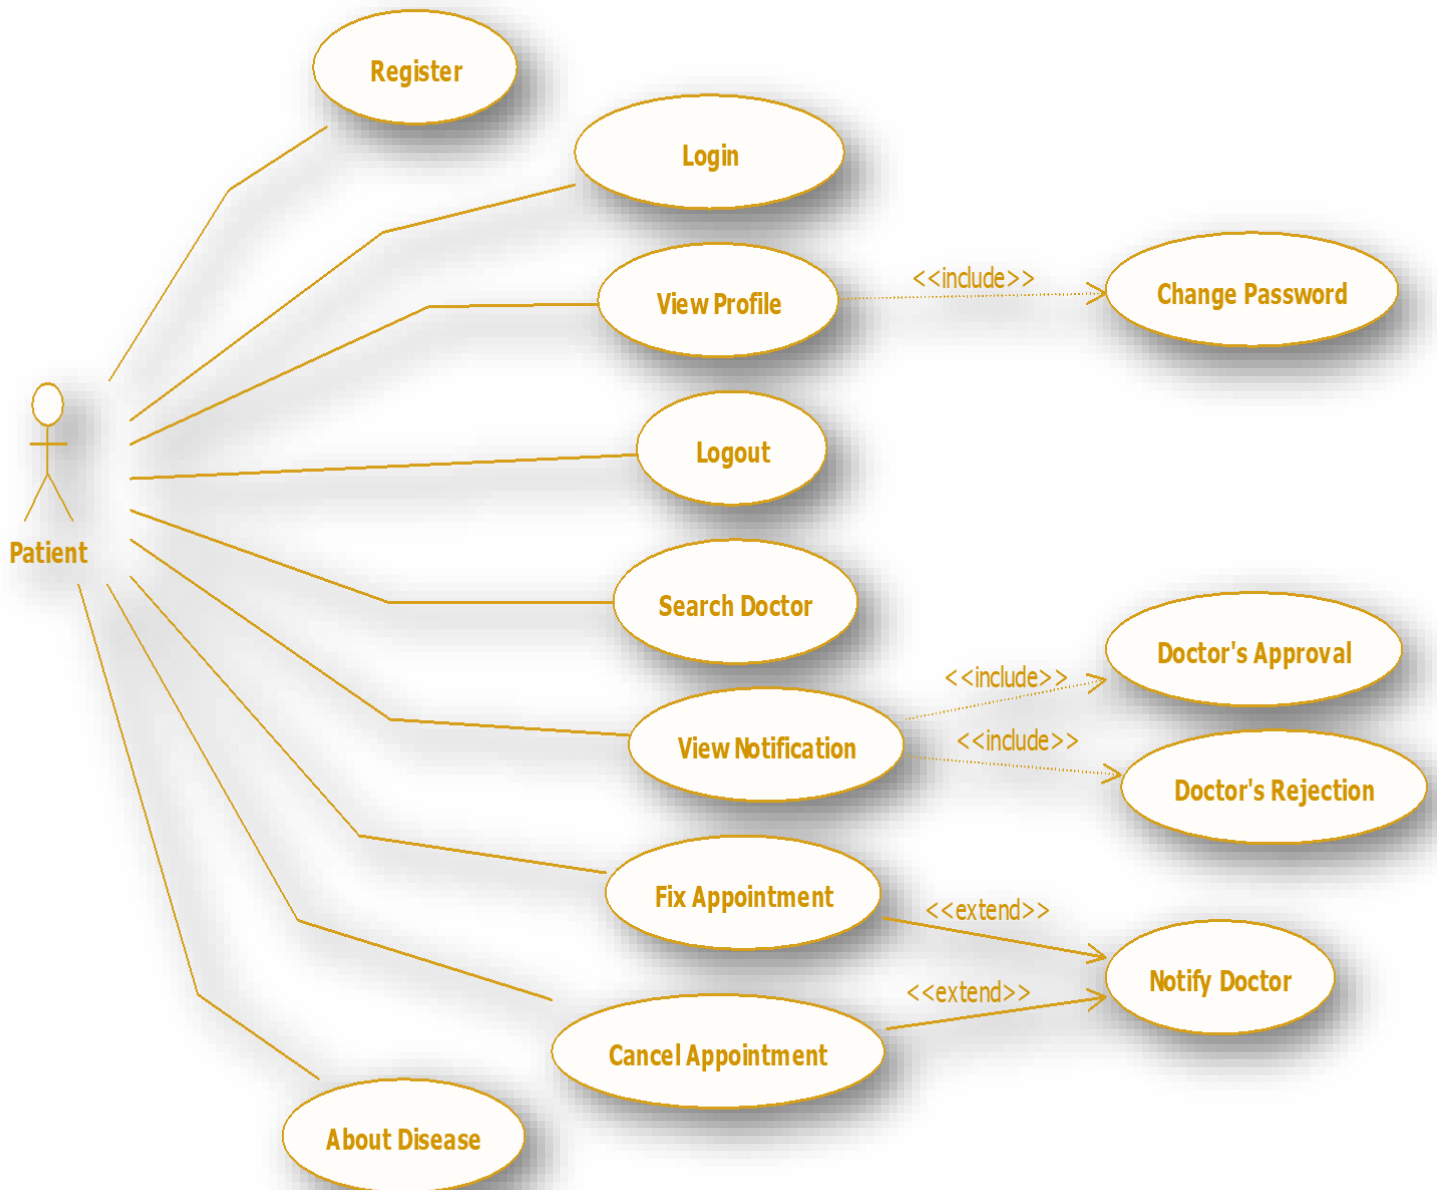 Register
Login
View Profile
<<include>>
Change Password
Logout
Patient
Search Doctor
View Notification
<<include>>
Doctor's Approval
<<include>>
Doctor's Rejection
Fix Appointment
<<extend>>
Notify Doctor
<<extend>>
Cancel Appointment
About Disease